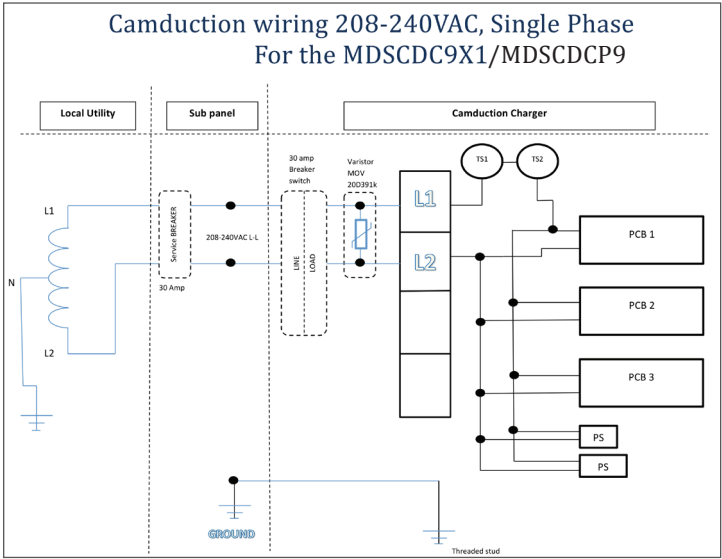 Camduction wiring 208-240VAC, Single Phase
For the MDSCDC9X1/MDSCDCP9
Local Utility
Sub panel
Camduction Charger
30 amp
Breaker
switch
Varistor
MOV
20D391k
TS1
TS2
L1
Service BREAKER
208-240VAC L-L
LINE
LOAD
L1
L2
PCB 1
N
30 Amp
PCB 2
L2
PCB 3
PS
PS
GROUND
Threaded stud